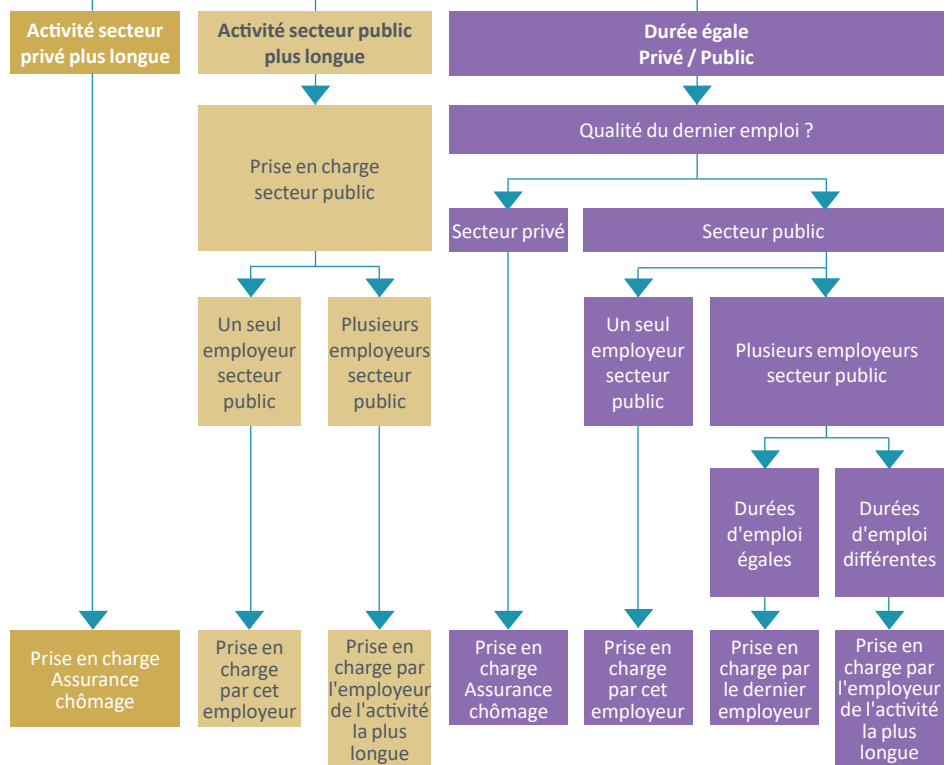 Activité secteur
privé plus longue
Activité secteur public
plus longue
Durée égale
Privé / Public
Qualité du dernier emploi ?
Prise en charge
secteur public
Secteur privé
Secteur public
Un seul
employeur
secteur
public
Plusieurs
employeurs
secteur
public
Un seul
employeur
secteur
public
Plusieurs employeurs
secteur public
Durées
d'emploi
égales
Durées
d'emploi
différentes
Prise en charge
Assurance
chômage
Prise en
charge
par cet
employeur
Prise en
charge par
l'employeur
de l'activité
la plus
longue
Prise en
charge
Assurance
chômage
Prise en
charge
par cet
employeur
Prise en
charge par
le dernier
employeur
Prise en
charge par
l'employeur
de l'activité
la plus
longue